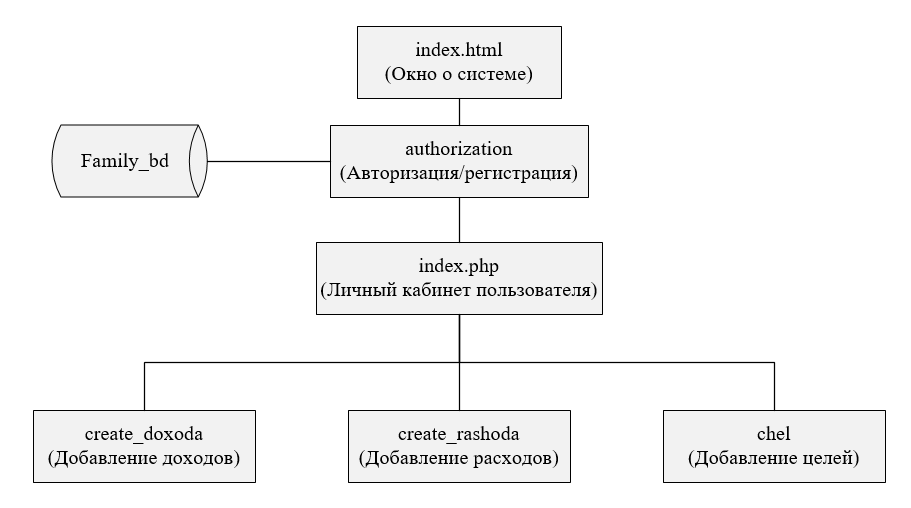 index.html
(Окно о системе)
Family_bd
authorization
(Авторизация/регистрация)
index.php
(Личный кабинет пользователя)
create_doxoda
(Добавление доходов)
create_rashoda
(Добавление расходов)
chel
(Добавление целей)